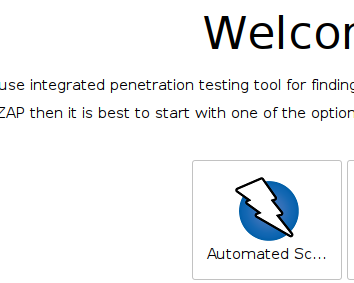 Welcor
use integrated penetration testing tool for finding
ZAP then it is best to start with one of the option
Automated Sc...